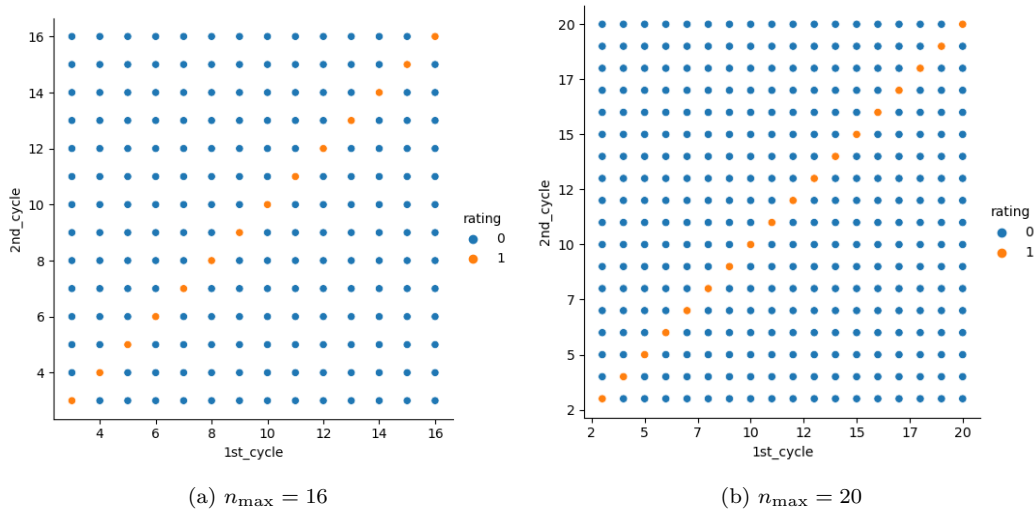 16
14
12
10
8
6
4
2nd_cycle
4 6 8 10 12 14 16
1st_cycle
rating
0
1
(a) n_max = 16
20
17
15
12
10
7
5
2
2nd_cycle
2 5 7 10 12 15 17 20
1st_cycle
rating
0
1
(b) n_max = 20